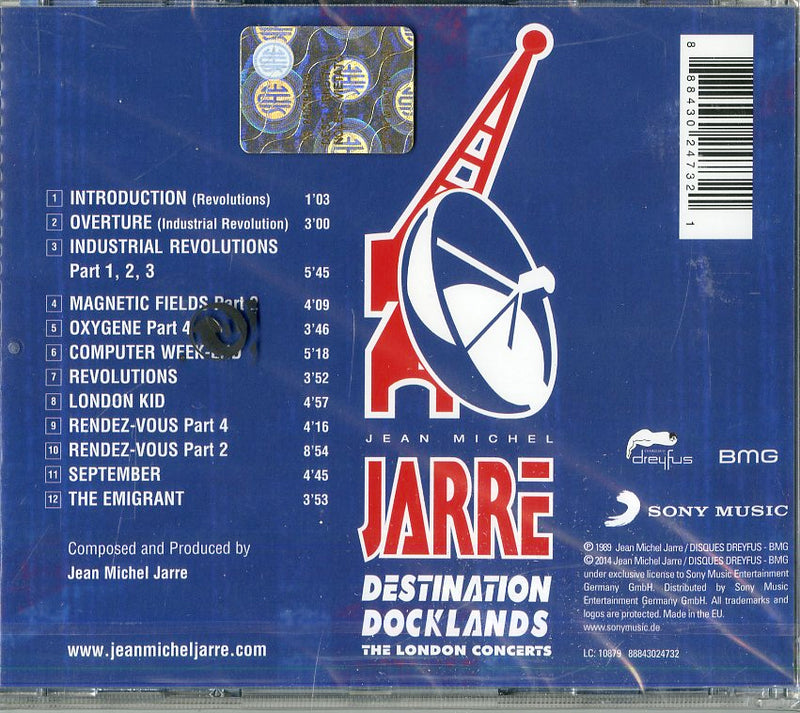 1 INTRODUCTION (Revolutions) 1'03
2 OVERTURE (Industrial Revolution) 3'00
3 INDUSTRIAL REVOLUTIONS
Part 1, 2, 3 5'45
4 MAGNETIC FIELDS Part 4'09
5 OXYGENE Part 4 3'46
6 COMPUTER WEEK-END 5'18
7 REVOLUTIONS 3'52
8 LONDON KID 4'57
9 RENDEZ-VOUS Part 4 4'16
10 RENDEZ-VOUS Part 2 8'54
11 SEPTEMBER 4'45
12 THE EMIGRANT 3'53
Composed and Produced by
Jean Michel Jarre
www.jeanmicheljarre.com
JEAN MICHEL
JARRE
DESTINATION
DOCKLANDS
THE LONDON CONCERTS
8 88430 24732 1
dreyfus
BMG
SONY MUSIC
℗ 1989 Jean Michel Jarre / DISQUES DREYFUS - BMG
© 2014 Jean Michel Jarre / DISQUES DREYFUS - BMG
under exclusive license to Sony Music Entertainment
Germany GmbH. Distributed by Sony Music
Entertainment Germany GmbH. All trademarks and
logos are protected. Made in the EU.
www.sonymusic.de
LC: 10879 88843024732